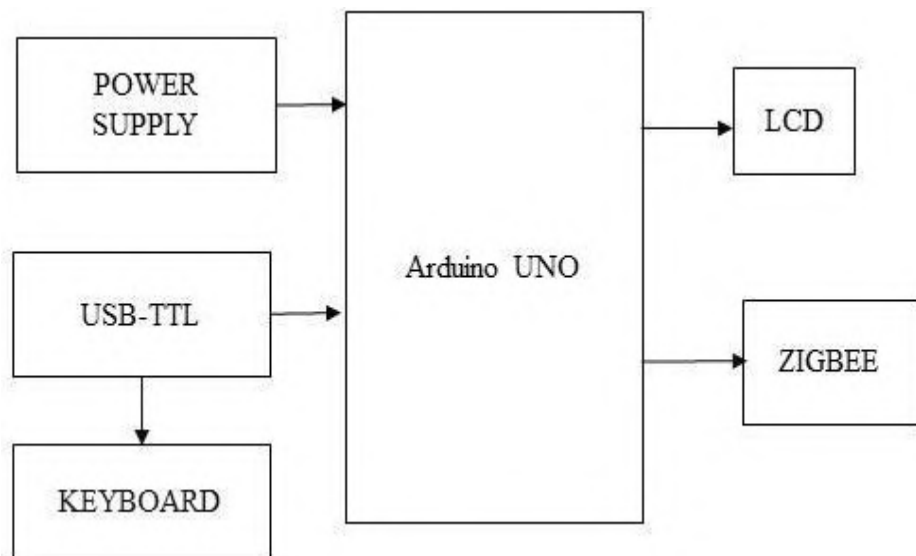 POWER
SUPPLY
LCD
Arduino UNO
USB-TTL
ZIGBEE
KEYBOARD